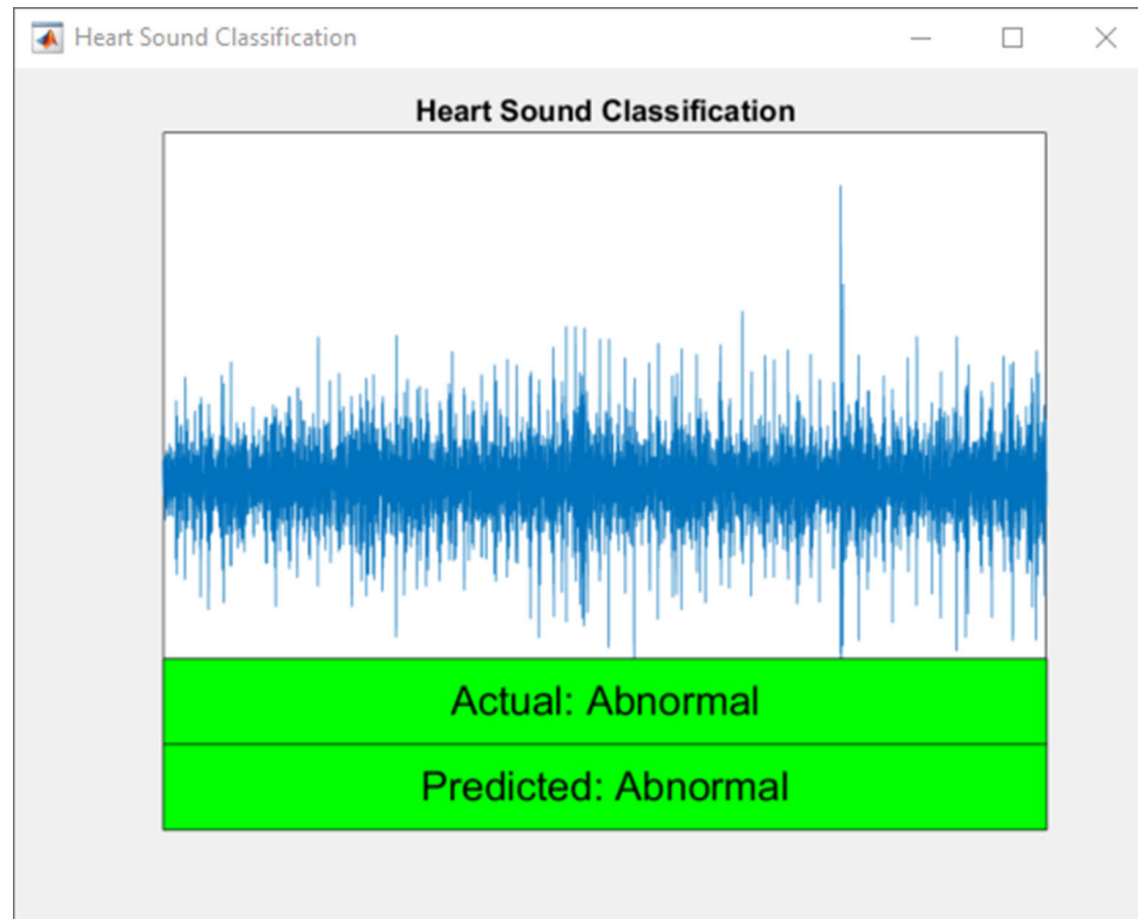 Heart Sound Classification
Heart Sound Classification
Actual: Abnormal
Predicted: Abnormal